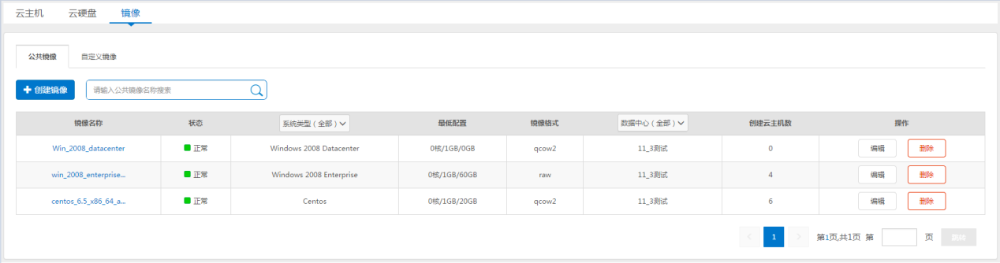 云主机 云硬盘 镜像
公共镜像 自定义镜像
+ 创建镜像 请输入公共镜像名称搜索
镜像名称 状态 系统类型（全部） 最低配置 镜像格式 数据中心（全部） 创建云主机数 操作
Win_2008_datacenter 正常 Windows 2008 Datacenter 0核/1GB/0GB qcow2 11_3测试 0 编辑 删除
win_2008_enterprise... 正常 Windows 2008 Enterprise 0核/1GB/60GB raw 11_3测试 4 编辑 删除
centos_6.5_x86_64_a... 正常 Centos 0核/1GB/20GB qcow2 11_3测试 6 编辑 删除
< 1 > 第1页,共1页 第 页 跳转